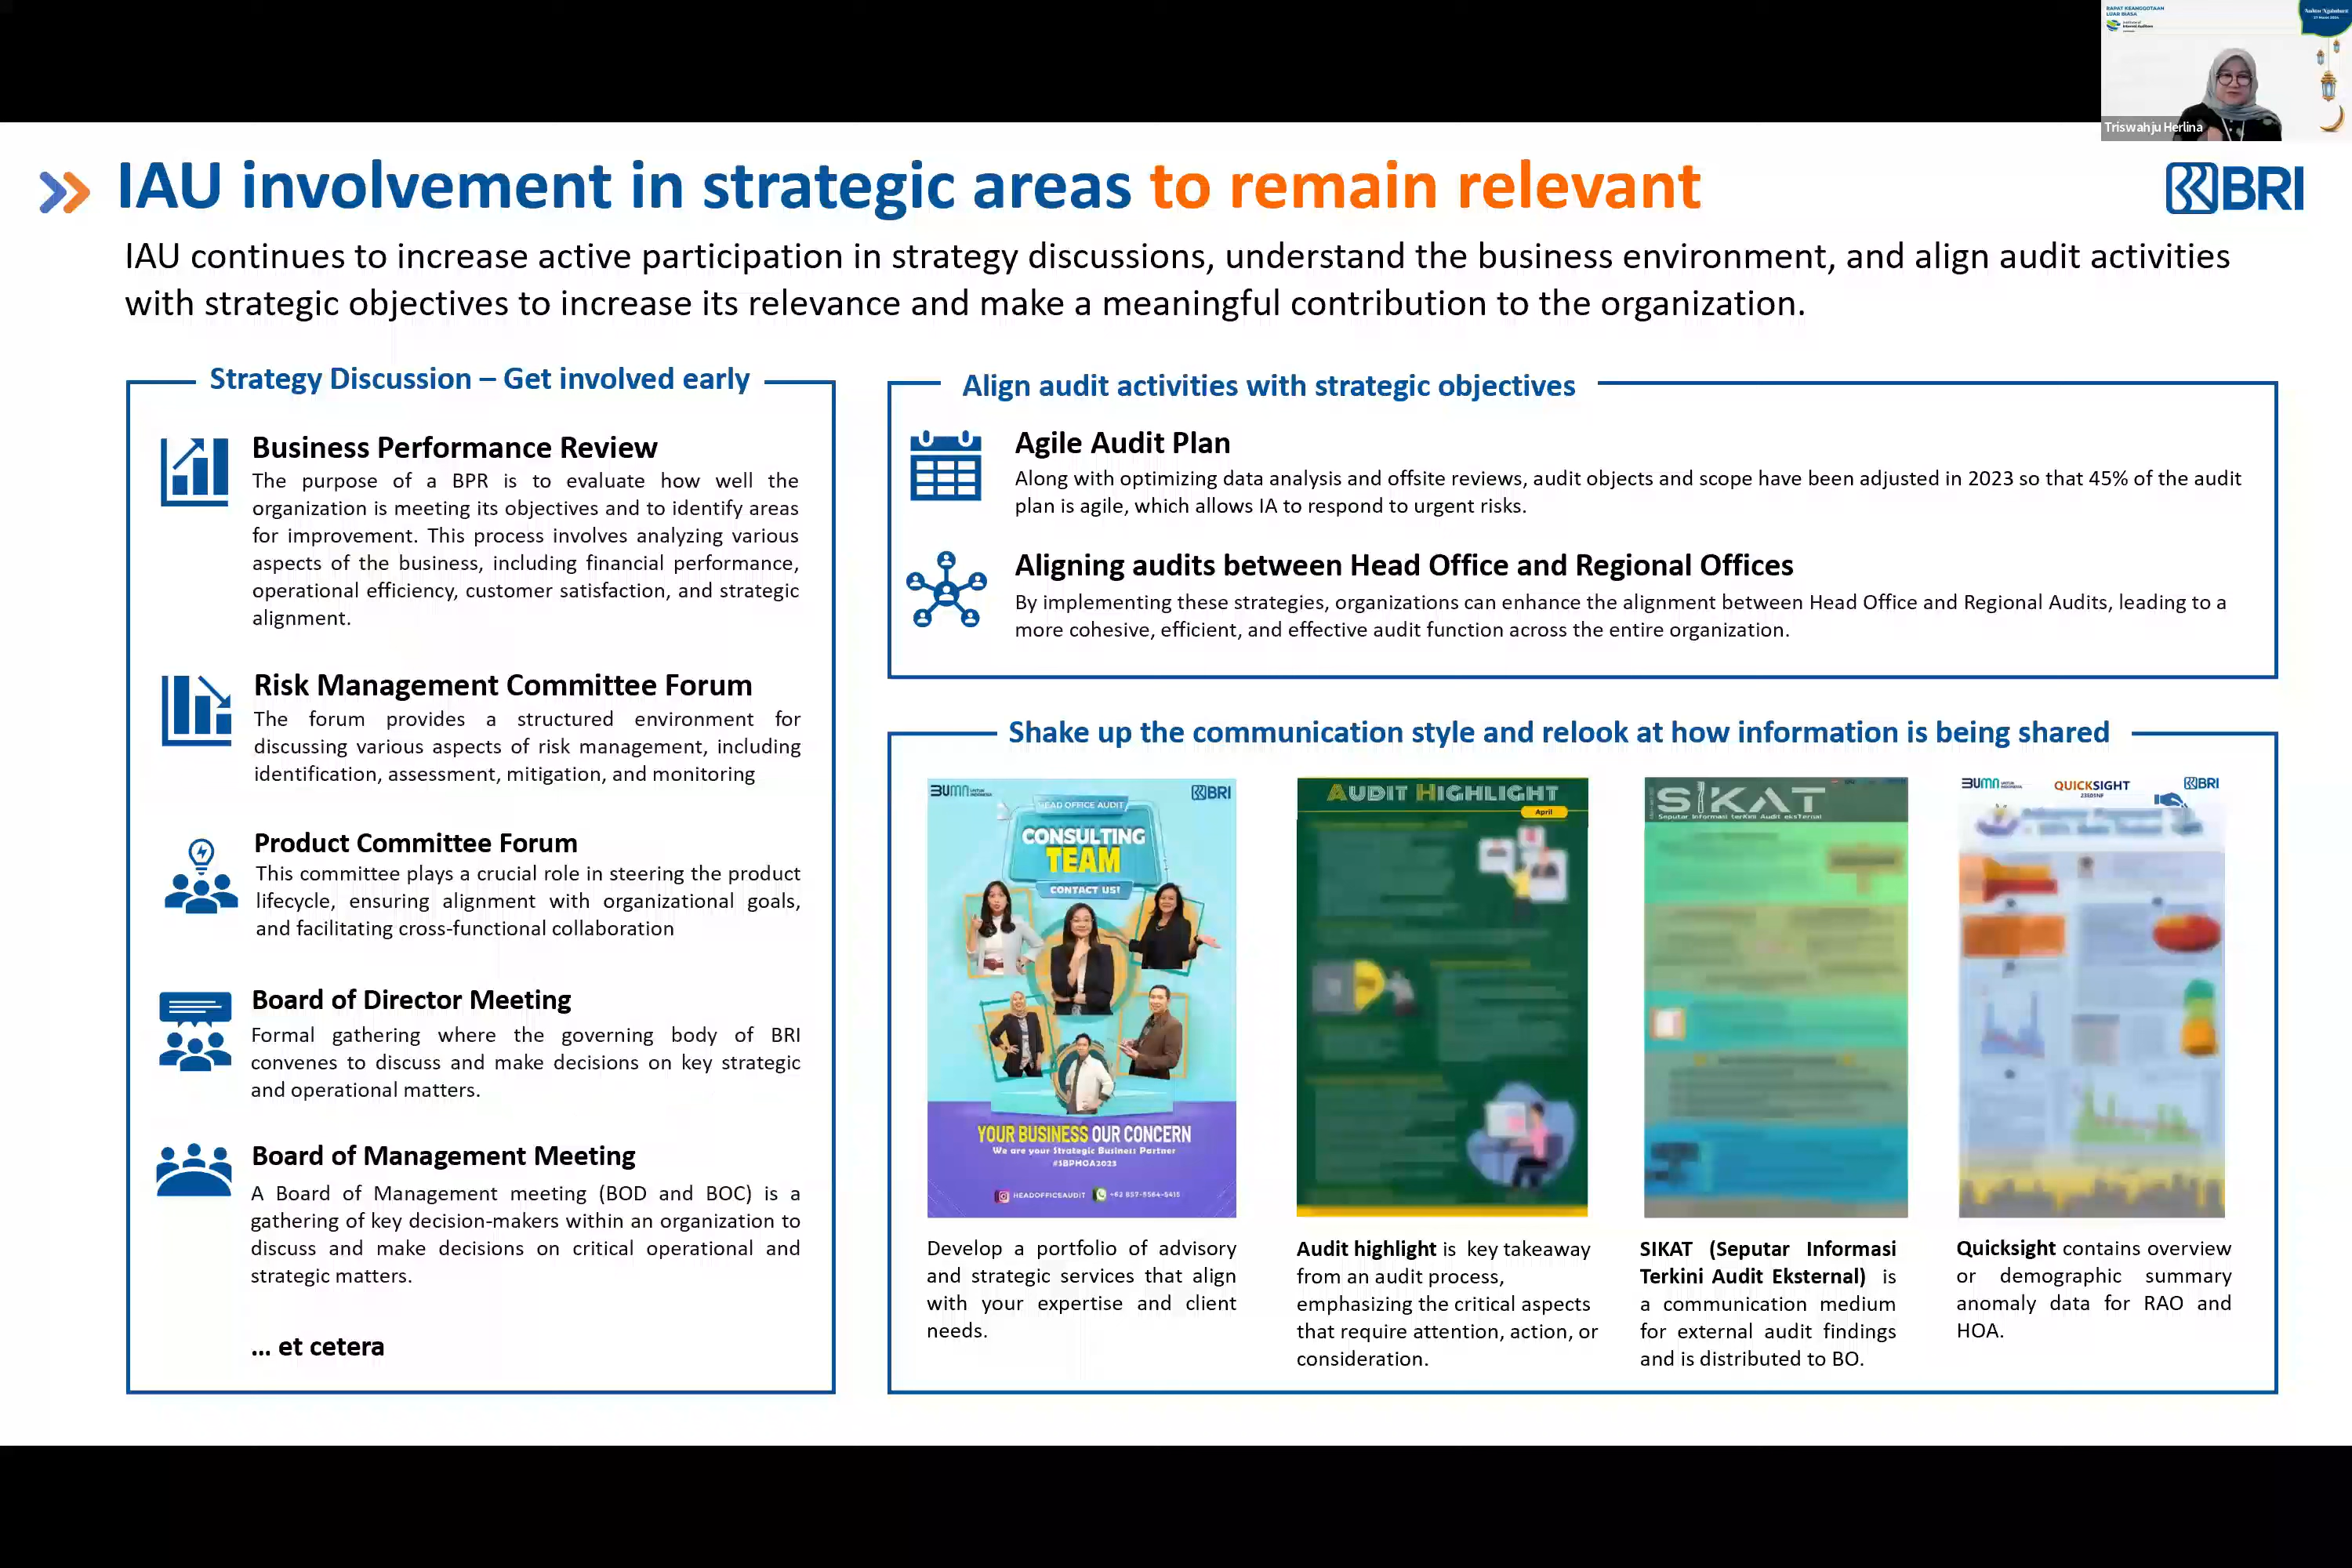 RAPAT KEANGGOTAAN
LUAR BIASA
Triswahju Herlina
IAU involvement in strategic areas to remain relevant
BRI
IAU continues to increase active participation in strategy discussions, understand the business environment, and align audit activities
with strategic objectives to increase its relevance and make a meaningful contribution to the organization.
Strategy Discussion – Get involved early
Business Performance Review
The purpose of a BPR is to evaluate how well the
organization is meeting its objectives and to identify areas
for improvement. This process involves analyzing various
aspects of the business, including financial performance,
operational efficiency, customer satisfaction, and strategic
alignment.
Risk Management Committee Forum
The forum provides a structured environment for
discussing various aspects of risk management, including
identification, assessment, mitigation, and monitoring
Product Committee Forum
This committee plays a crucial role in steering the product
lifecycle, ensuring alignment with organizational goals,
and facilitating cross-functional collaboration
Board of Director Meeting
Formal gathering where the governing body of BRI
convenes to discuss and make decisions on key strategic
and operational matters.
Board of Management Meeting
A Board of Management meeting (BOD and BOC) is a
gathering of key decision-makers within an organization to
discuss and make decisions on critical operational and
strategic matters.
... et cetera
Align audit activities with strategic objectives
Agile Audit Plan
Along with optimizing data analysis and offsite reviews, audit objects and scope have been adjusted in 2023 so that 45% of the audit
plan is agile, which allows IA to respond to urgent risks.
Aligning audits between Head Office and Regional Offices
By implementing these strategies, organizations can enhance the alignment between Head Office and Regional Audits, leading to a
more cohesive, efficient, and effective audit function across the entire organization.
Shake up the communication style and relook at how information is being shared
BUMN UNTUK INDONESIA
BRI
HEAD OFFICE AUDIT
CONSULTING
TEAM
CONTACT US!
YOUR BUSINESS OUR CONCERN
We are your Strategic Business Partner
#SBPHOA2023
HEADOFFICEAUDIT +62 857-5564-5415
Develop a portfolio of advisory
and strategic services that align
with your expertise and client
needs.
AUDIT HIGHLIGHT
April
Audit highlight is key takeaway
from an audit process,
emphasizing the critical aspects
that require attention, action, or
consideration.
SIKAT
Seputar Informasi terKini Audit eksTernal
SIKAT (Seputar Informasi
Terkini Audit Eksternal) is
a communication medium
for external audit findings
and is distributed to BO.
BUMN
QUICKSIGHT
BRI
Quicksight contains overview
or demographic summary
anomaly data for RAO and
HOA.